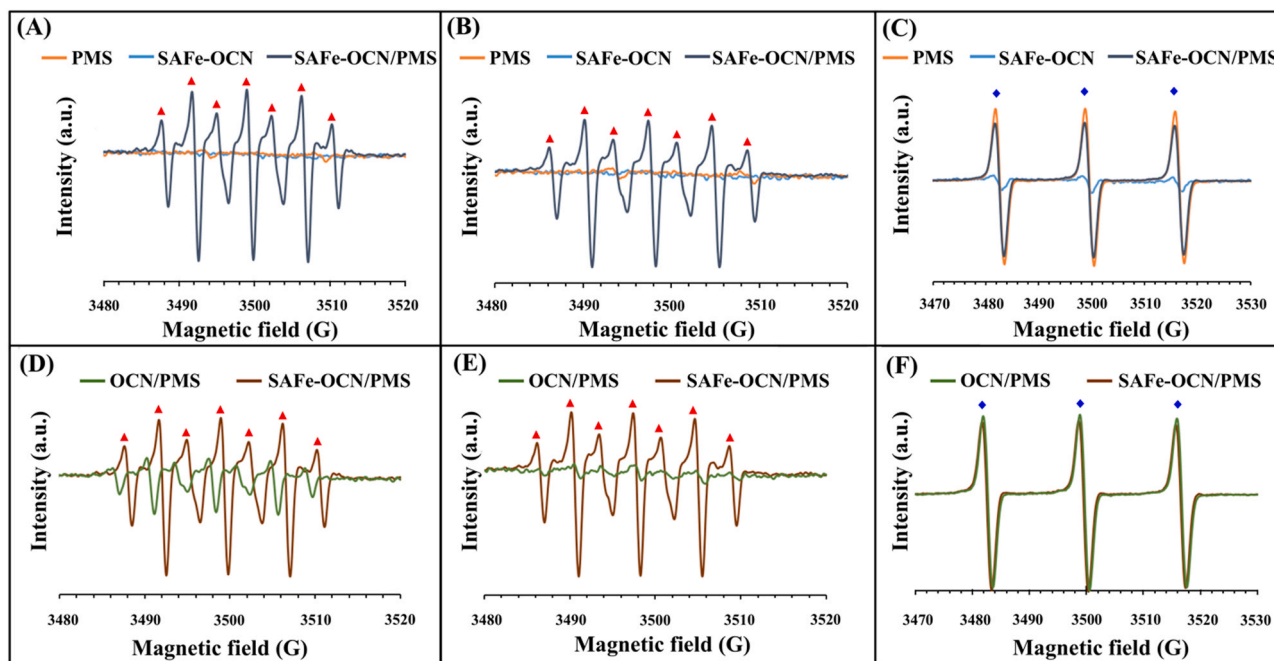 (A)
PMS SAFe-OCN SAFe-OCN/PMS
Intensity (a.u.)
3480 3490 3500 3510 3520
Magnetic field (G)
(B)
PMS SAFe-OCN SAFe-OCN/PMS
Intensity (a.u.)
3480 3490 3500 3510 3520
Magnetic field (G)
(C)
PMS SAFe-OCN SAFe-OCN/PMS
Intensity (a.u.)
3470 3480 3490 3500 3510 3520 3530
Magnetic field (G)
(D)
OCN/PMS SAFe-OCN/PMS
Intensity (a.u.)
3480 3490 3500 3510 3520
Magnetic field (G)
(E)
OCN/PMS SAFe-OCN/PMS
Intensity (a.u.)
3480 3490 3500 3510 3520
Magnetic field (G)
(F)
OCN/PMS SAFe-OCN/PMS
Intensity (a.u.)
3470 3480 3490 3500 3510 3520 3530
Magnetic field (G)